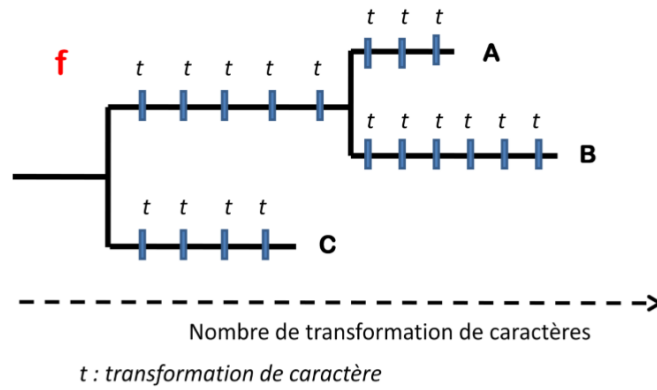 t t t
A
f
t t t t t
t t t t t t
B
t t t t
C
Nombre de transformation de caractères
t : transformation de caractère